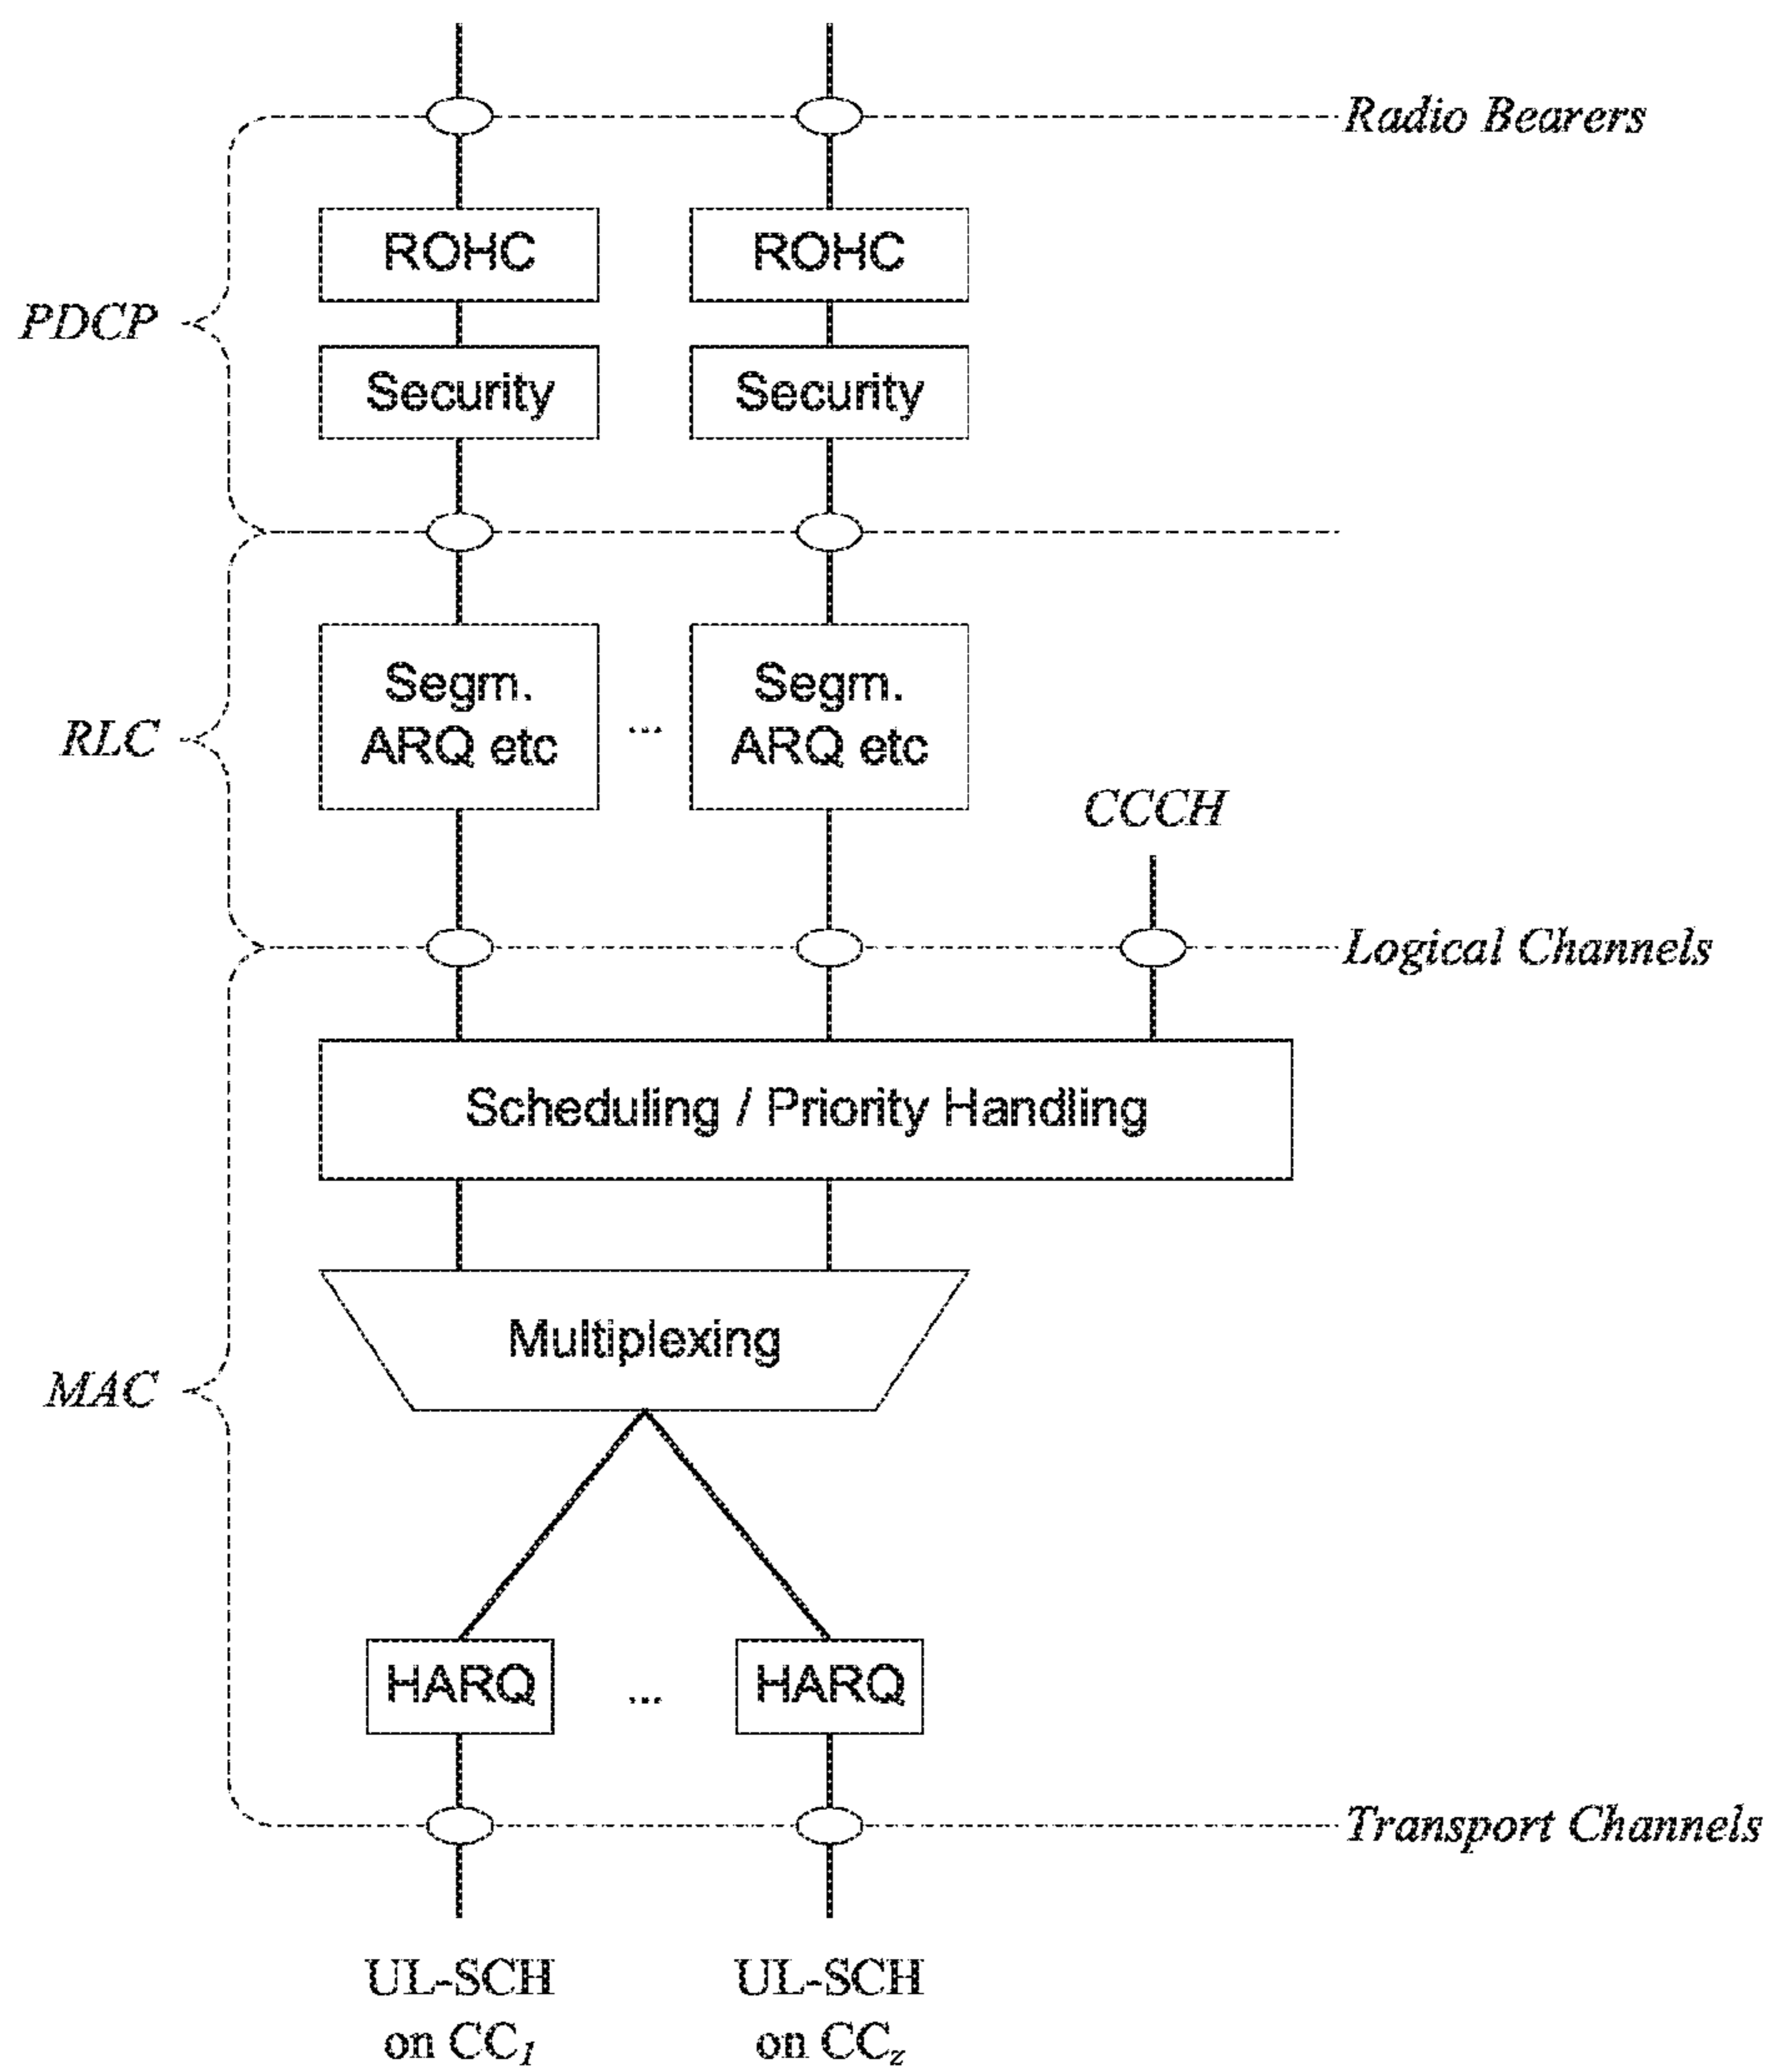 Radio Bearers
ROHC
ROHC
PDCP
Security
Security
Segm.
ARQ etc
...
Segm.
ARQ etc
RLC
CCCH
Logical Channels
Scheduling / Priority Handling
Multiplexing
MAC
HARQ
...
HARQ
Transport Channels
UL-SCH
on CC1
UL-SCH
on CCz